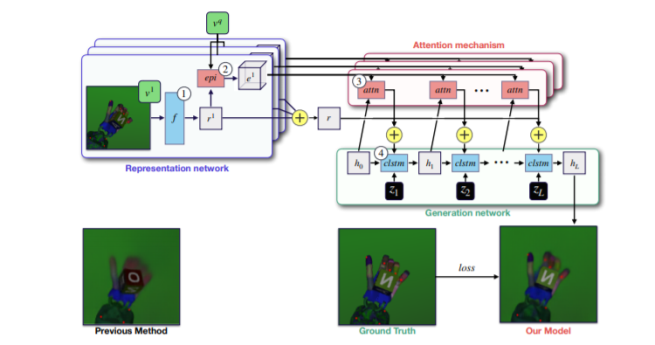 v^q
Attention mechanism
epi
2
e^1
3
attn
attn
...
attn
v^1
1
f
r^1
+
r
+
+
+
Representation network
4
h_0
clstm
h_1
clstm
...
clstm
h_L
z_1
z_2
z_L
Generation network
loss
Previous Method
Ground Truth
Our Model